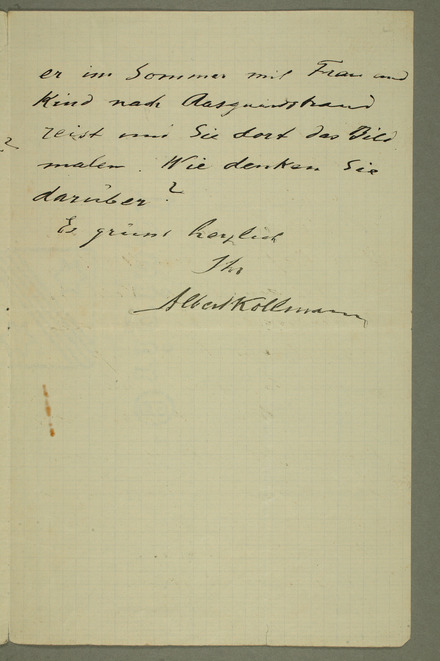 er im Sommer mit Frau und
Kind nach Aasgaardstrand
reist und Sie dort das Bild
malen. Wie denken Sie
darüber?
Es grüsst herzlich
Ihr
Albert Kollmann